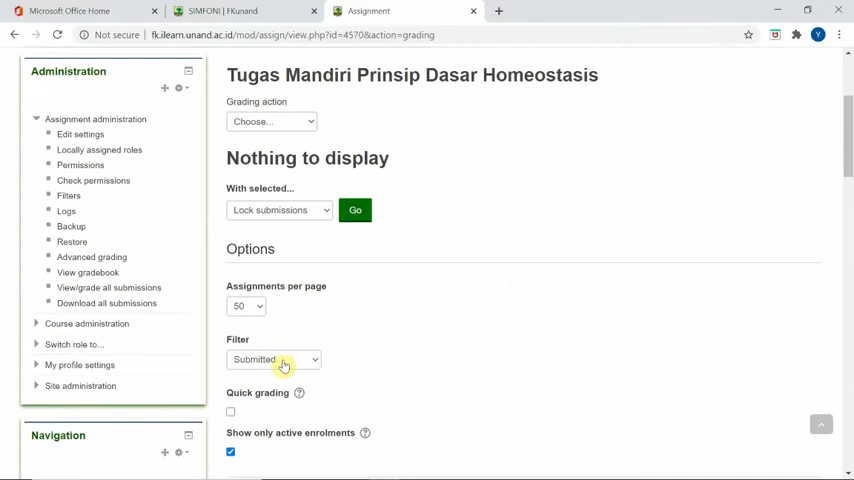 Microsoft Office Home
SIMFONI | FKunand
Assignment
Not secure
fk.ilearn.unand.ac.id/mod/assign/view.php?id=4570&action=grading
Y
Administration
Assignment administration
Edit settings
Locally assigned roles
Permissions
Check permissions
Filters
Logs
Backup
Restore
Advanced grading
View gradebook
View/grade all submissions
Download all submissions
Course administration
Switch role to...
My profile settings
Site administration
Navigation
Tugas Mandiri Prinsip Dasar Homeostasis
Grading action
Choose...
Nothing to display
With selected...
Lock submissions
Go
Options
Assignments per page
50
Filter
Submitted
Quick grading
Show only active enrolments